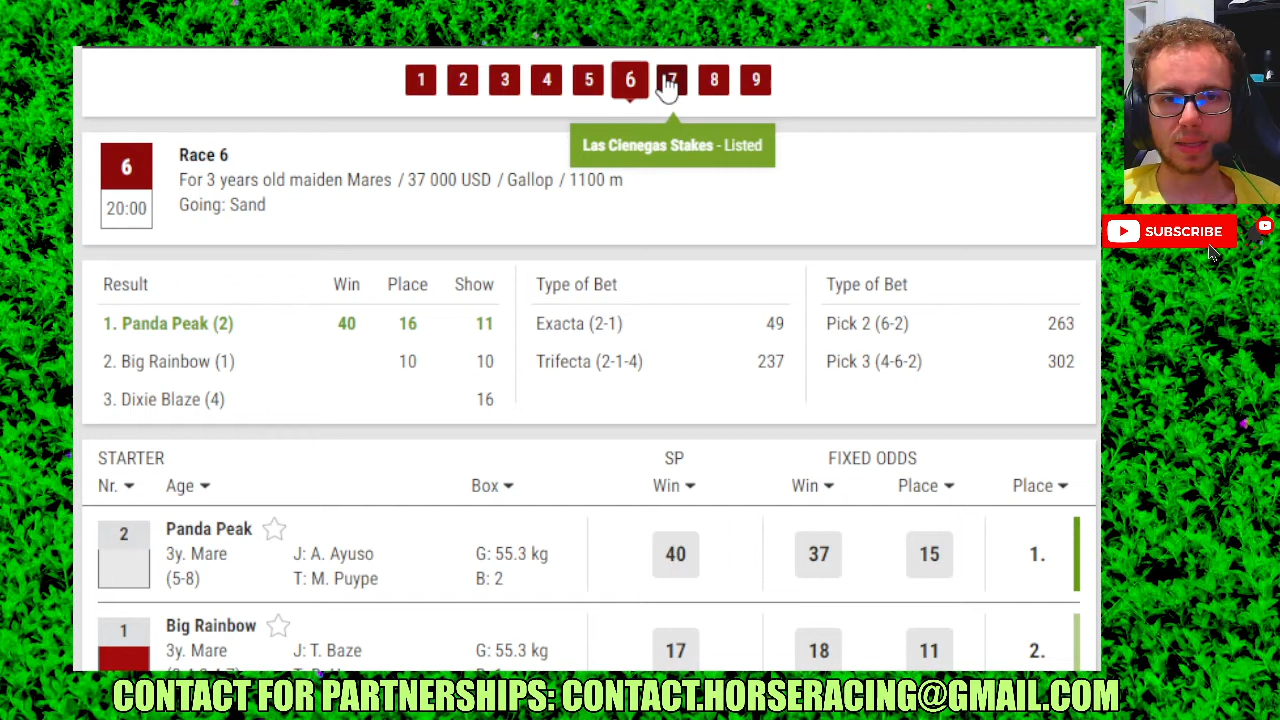 1 2 3 4 5 6 7 8 9
Las Cienegas Stakes - Listed
6
20:00
Race 6
For 3 years old maiden Mares / 37 000 USD / Gallop / 1100 m
Going: Sand
SUBSCRIBE
Result Win Place Show
1. Panda Peak (2) 40 16 11
2. Big Rainbow (1) 10 10
3. Dixie Blaze (4) 16
Type of Bet
Exacta (2-1) 49
Trifecta (2-1-4) 237
Type of Bet
Pick 2 (6-2) 263
Pick 3 (4-6-2) 302
STARTER SP FIXED ODDS
Nr. Age Box Win Win Place Place
2 Panda Peak
3y. Mare J: A. Ayuso G: 55.3 kg 40 37 15 1.
(5-8) T: M. Puype B: 2
1 Big Rainbow
3y. Mare J: T. Baze G: 55.3 kg 17 18 11 2.
CONTACT FOR PARTNERSHIPS: CONTACT.HORSERACING@GMAIL.COM